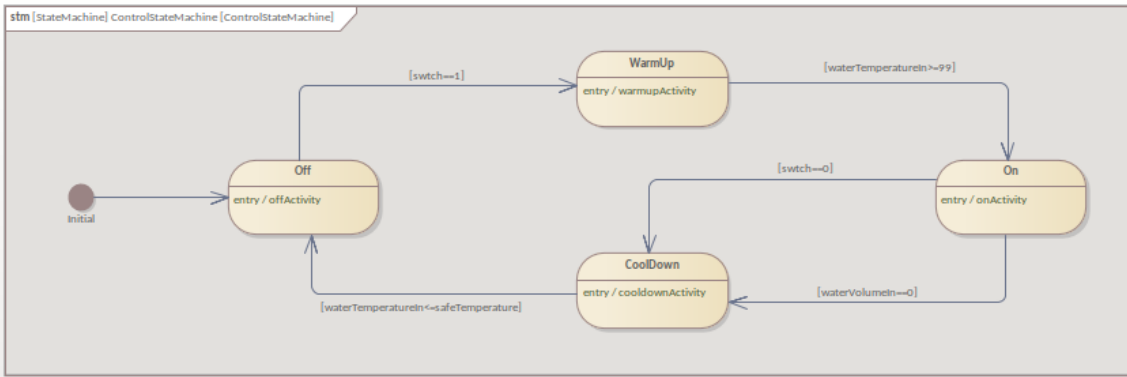 stm [StateMachine] ControlStateMachine [ControlStateMachine]
WarmUp
entry / warmupActivity
[swtch==1]
[waterTemperatureIn>=99]
Off
entry / offActivity
Initial
[swtch==0]
On
entry / onActivity
CoolDown
entry / cooldownActivity
[waterVolumeIn==0]
[waterTemperatureIn<=safeTemperature]